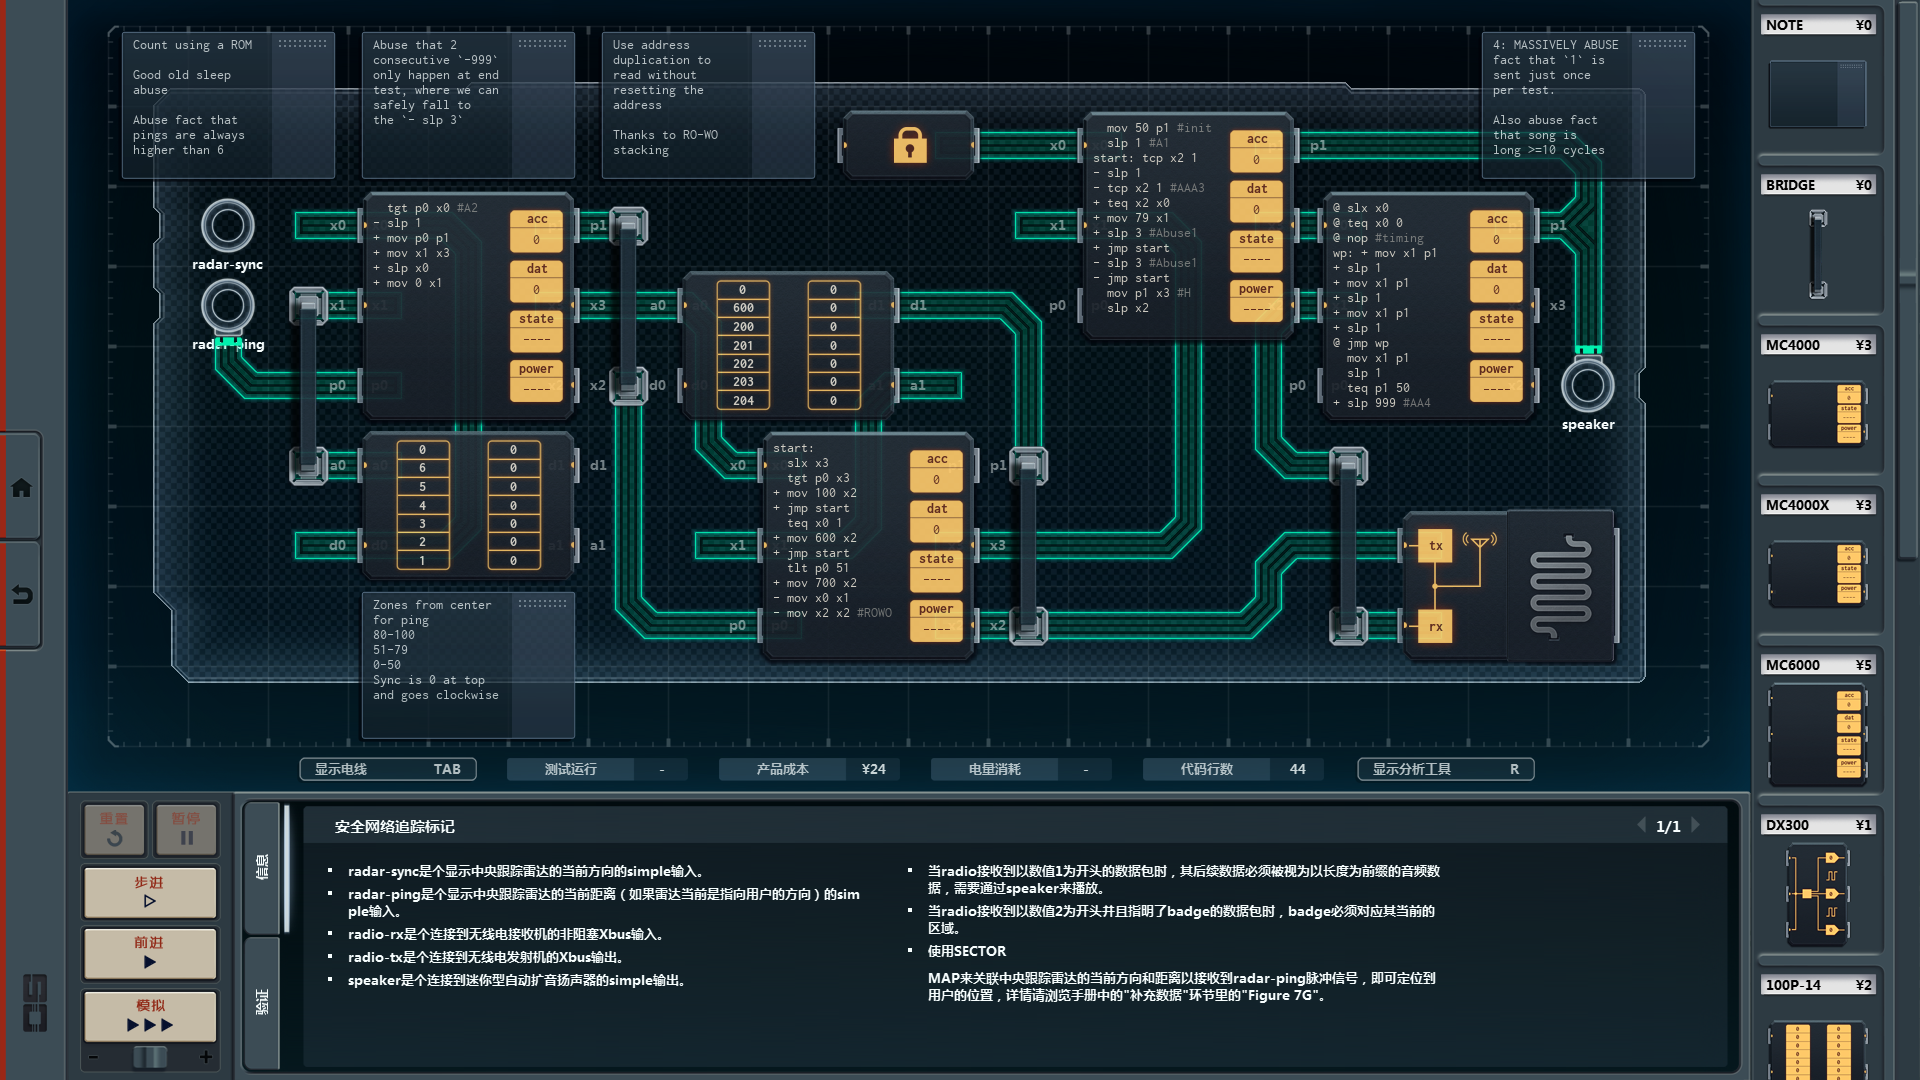 Count using a ROM
Good old sleep
abuse
Abuse fact that
pings are always
higher than 6
Abuse that 2
consecutive `-999`
only happen at end
test, where we can
safely fall to
the `- slp 3`
Use address
duplication to
read without
resetting the
address
Thanks to RO-WO
stacking
4: MASSIVELY ABUSE
fact that `1` is
sent just once
per test.
Also abuse fact
that song is
long >=10 cycles
radar-sync
radar-ping
speaker
x0
x1
p0
p1
x3
x2
tgt p0 x0 #A2
- slp 1
+ mov p0 p1
+ mov x1 x3
+ slp x0
+ mov 0 x1
acc
0
dat
0
state
----
power
----
a0
d0
d1
a1
0
600
200
201
202
203
204
0
0
0
0
0
0
0
a0
d0
d1
a1
0
6
5
4
3
2
1
0
0
0
0
0
0
0
x0
x1
p0
p1
x3
x2
start:
slx x3
tgt p0 x3
+ mov 100 x2
+ jmp start
teq x0 1
+ mov 600 x2
+ jmp start
tlt p0 51
+ mov 700 x2
- mov x0 x1
- mov x2 x2 #ROWO
acc
0
dat
0
state
----
power
----
x0
x1
p0
p1
mov 50 p1 #init
slp 1 #A1
start: tcp x2 1
- slp 1
- tcp x2 1 #AAA3
+ teq x2 x0
+ mov 79 x1
+ slp 3 #Abuse1
+ jmp start
- slp 3 #Abuse1
- jmp start
mov p1 x3 #H
slp x2
acc
0
dat
0
state
----
power
----
p0
p1
x3
@ slx x0
@ teq x0 0
@ nop #timing
wp: + mov x1 p1
+ slp 1
+ mov x1 p1
+ slp 1
+ mov x1 p1
+ slp 1
@ jmp wp
mov x1 p1
slp 1
teq p1 50
+ slp 999 #AA4
acc
0
dat
0
state
----
power
----
tx
rx
Zones from center
for ping
80-100
51-79
0-50
Sync is 0 at top
and goes clockwise
显示电线 TAB
测试运行 -
产品成本 ¥24
电量消耗 -
代码行数 44
显示分析工具 R
重置
暂停
步进
前进
模拟
- +
信息
验证
安全网络追踪标记
1/1
radar-sync是个显示中央跟踪雷达的当前方向的simple输入。
radar-ping是个显示中央跟踪雷达的当前距离（如果雷达当前是指向用户的方向）的sim
ple输入。
radio-rx是个连接到无线电接收机的非阻塞Xbus输入。
radio-tx是个连接到无线电发射机的Xbus输出。
speaker是个连接到迷你型自动扩音扬声器的simple输出。
当radio接收到以数值1为开头的数据包时，其后续数据必须被视为以长度为前缀的音频数
据，需要通过speaker来播放。
当radio接收到以数值2为开头并且指明了badge的数据包时，badge必须对应其当前的
区域。
使用SECTOR
MAP来关联中央跟踪雷达的当前方向和距离以接收到radar-ping脉冲信号，即可定位到
用户的位置，详情请浏览手册中的"补充数据"环节里的"Figure 7G"。
NOTE ¥0
BRIDGE ¥0
MC4000 ¥3
MC4000X ¥3
MC6000 ¥5
DX300 ¥1
100P-14 ¥2